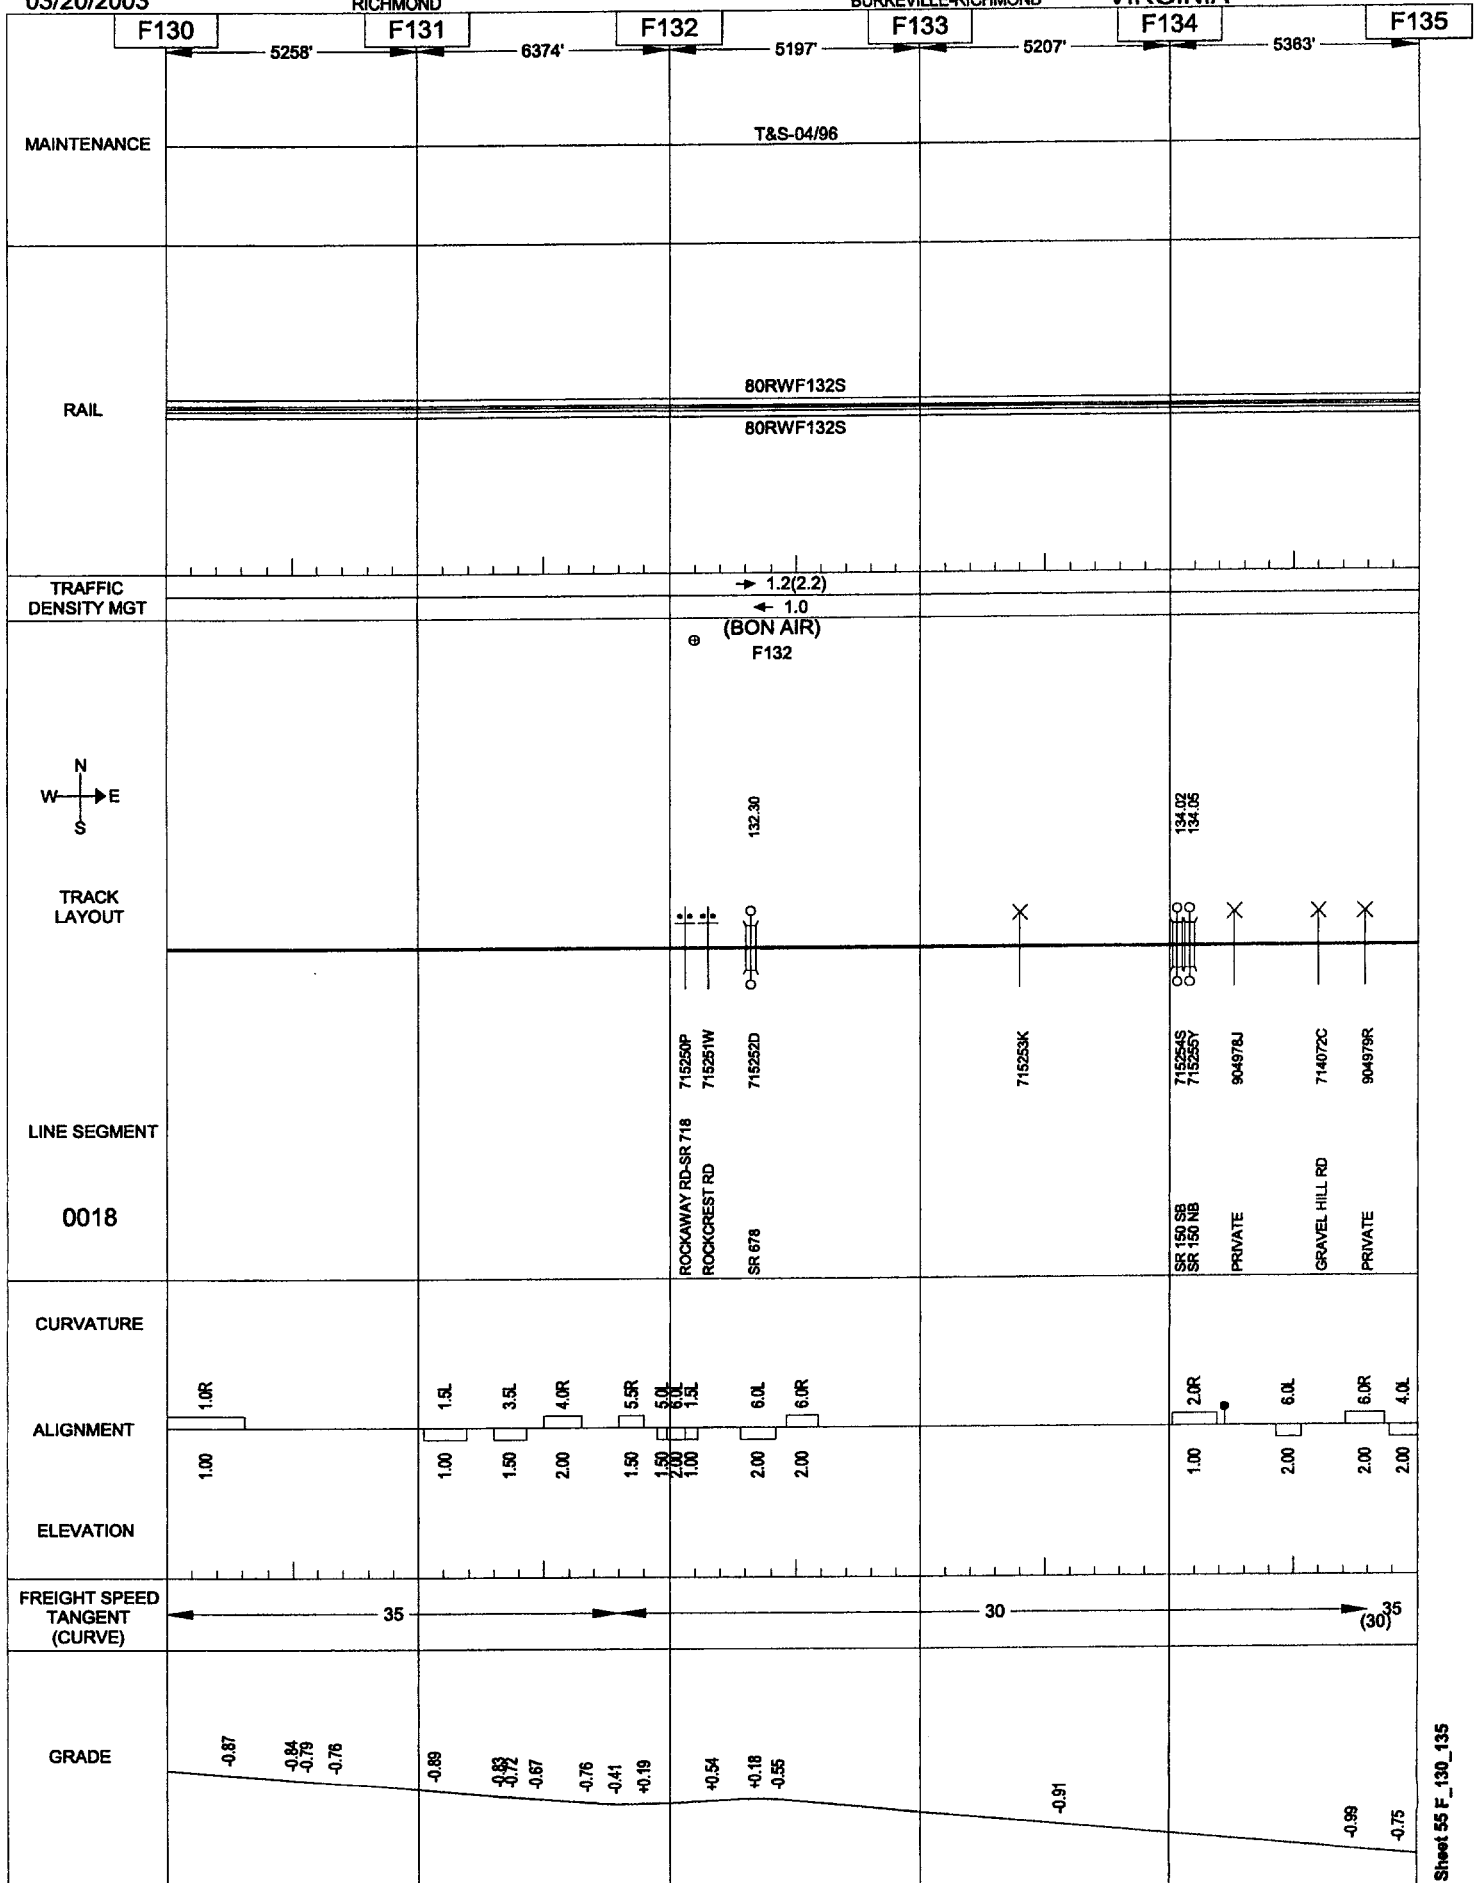 03/20/2003
RICHMOND
BURKEVILLE-RICHMOND
VIRGINIA
F130
F131
F132
F133
F134
F135
5258'
6374'
5197'
5207'
5363'
MAINTENANCE
T&S-04/96
RAIL
80RWF132S
80RWF132S
TRAFFIC
DENSITY MGT
1.2(2.2)
1.0
(BON AIR)
F132
N
W E
S
132.30
134.02
134.05
TRACK
LAYOUT
715250P
715251W
715252D
715253K
715254S
715255Y
904978J
714072C
904979R
LINE SEGMENT
0018
ROCKAWAY RD-SR 718
ROCKCREST RD
SR 678
SR 150 SB
SR 150 NB
PRIVATE
GRAVEL HILL RD
PRIVATE
CURVATURE
1.0R
1.5L
3.5L
4.0R
5.5R
5.0L
6.0L
1.5L
6.0L
6.0R
2.0R
6.0L
6.0R
4.0L
ALIGNMENT
1.00
1.00
1.50
2.00
1.50
1.50
2.00
1.00
2.00
2.00
1.00
2.00
2.00
2.00
ELEVATION
FREIGHT SPEED
TANGENT
(CURVE)
35
30
35
(30)
GRADE
-0.87
-0.84
-0.79
-0.76
-0.89
-0.83
-0.72
-0.67
-0.76
-0.41
+0.19
+0.54
+0.18
-0.55
-0.91
-0.99
-0.75
Sheet 55 F_130_135